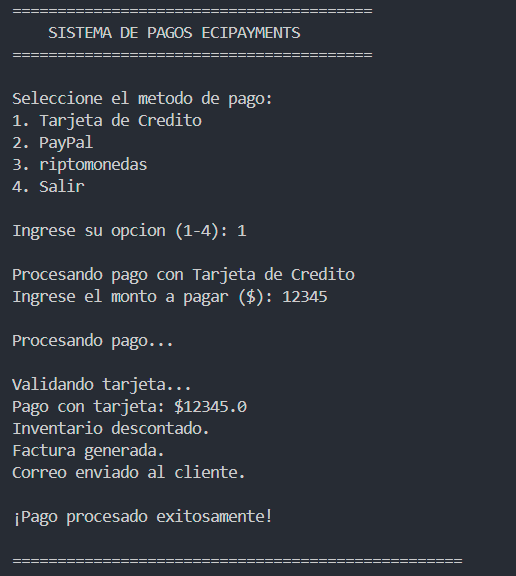 ========================================
SISTEMA DE PAGOS ECIPAYMENTS
========================================
Seleccione el metodo de pago:
1. Tarjeta de Credito
2. PayPal
3. riptomonedas
4. Salir
Ingrese su opcion (1-4): 1
Procesando pago con Tarjeta de Credito
Ingrese el monto a pagar ($): 12345
Procesando pago...
Validando tarjeta...
Pago con tarjeta: $12345.0
Inventario descontado.
Factura generada.
Correo enviado al cliente.
¡Pago procesado exitosamente!
==================================================